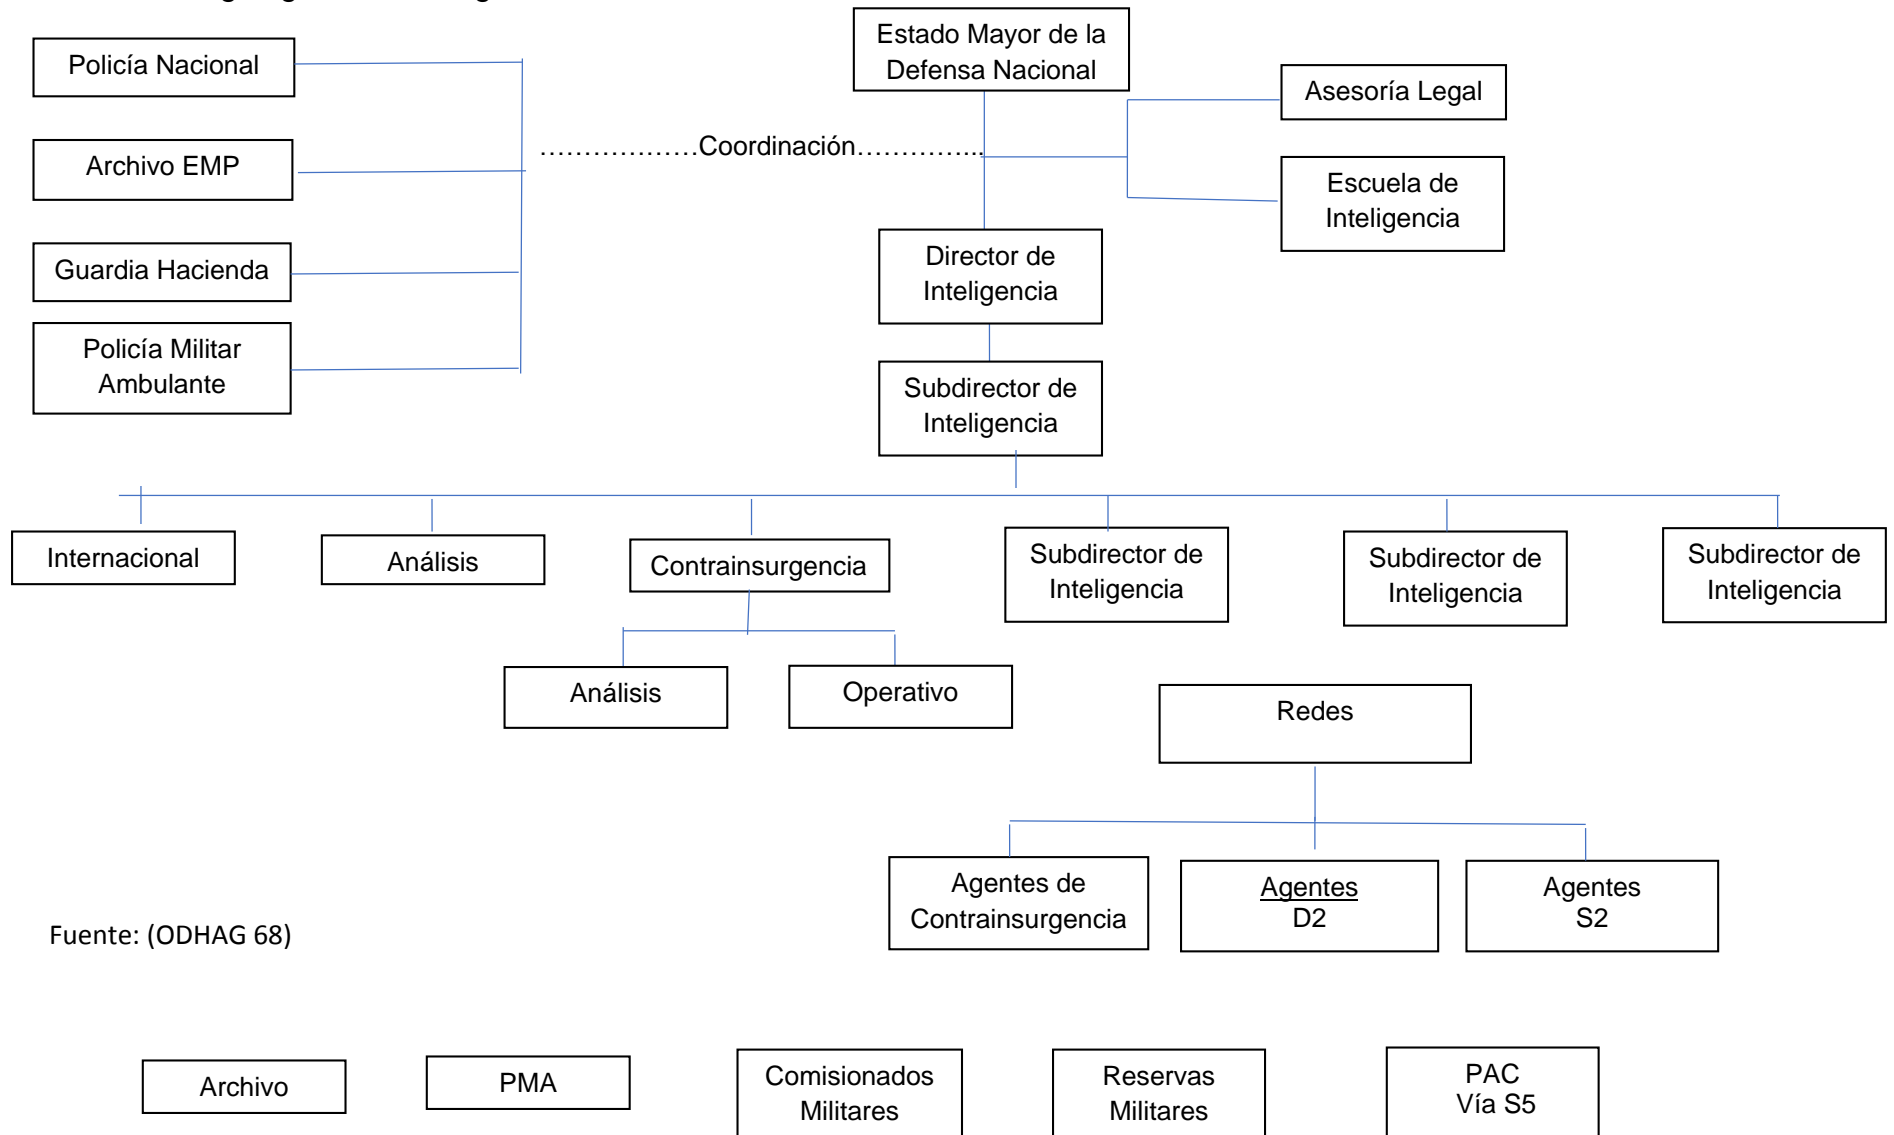 Policía Nacional
Estado Mayor de la
Defensa Nacional
Asesoría Legal
Archivo EMP
………………Coordinación…………...
Escuela de
Inteligencia
Guardia Hacienda
Director de
Inteligencia
Policía Militar
Ambulante
Subdirector de
Inteligencia
Internacional
Análisis
Contrainsurgencia
Subdirector de
Inteligencia
Subdirector de
Inteligencia
Subdirector de
Inteligencia
Análisis
Operativo
Redes
Agentes de
Contrainsurgencia
Agentes
D2
Agentes
S2
Fuente: (ODHAG 68)
Archivo
PMA
Comisionados
Militares
Reservas
Militares
PAC
Vía S5